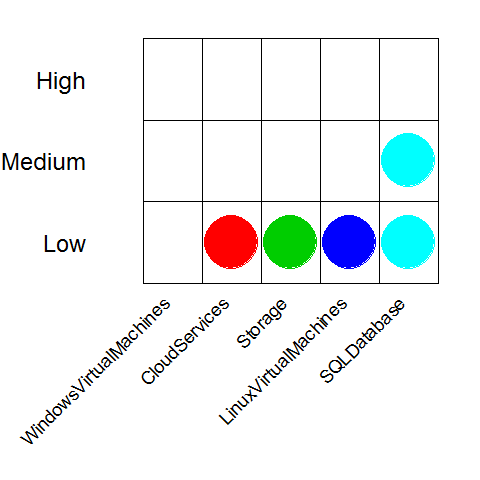 High
Medium
Low
WindowsVirtualMachines
CloudServices
Storage
LinuxVirtualMachines
SQLDatabase